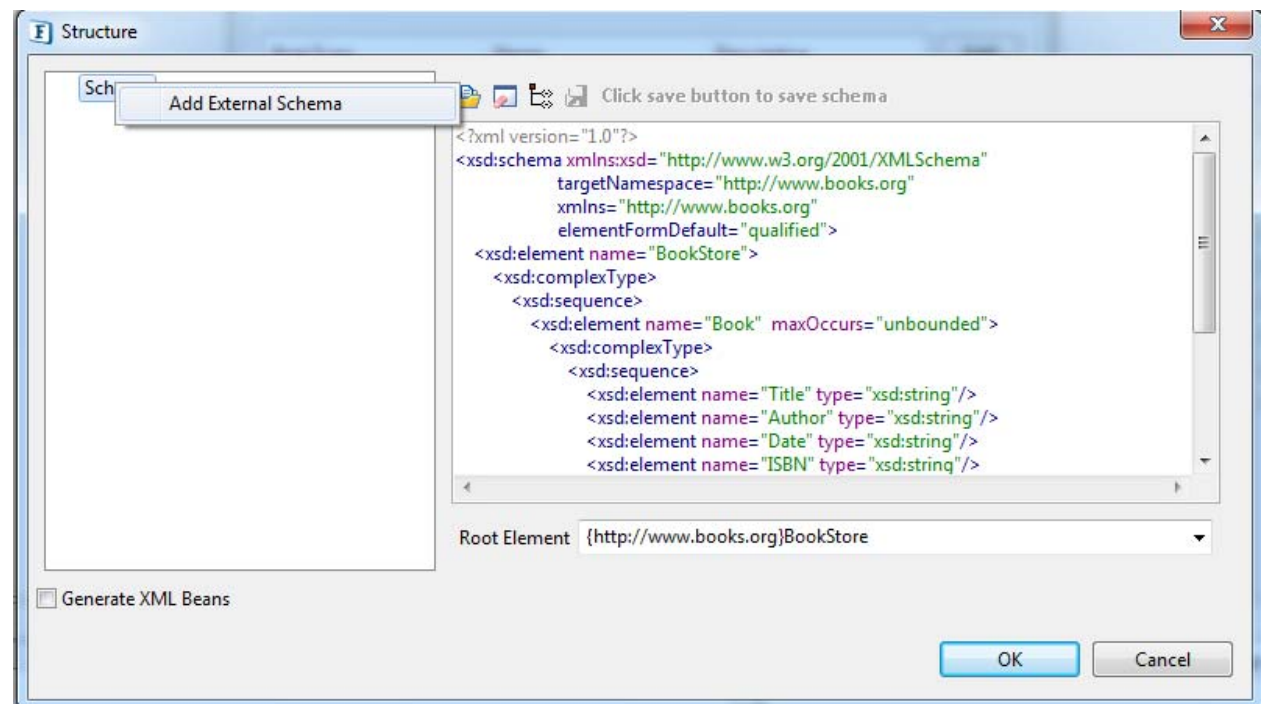 Structure
Sch
Add External Schema
Click save button to save schema
<?xml version="1.0"?>
<xsd:schema xmlns:xsd="http://www.w3.org/2001/XMLSchema"
targetNamespace="http://www.books.org"
xmlns="http://www.books.org"
elementFormDefault="qualified">
<xsd:element name="BookStore">
<xsd:complexType>
<xsd:sequence>
<xsd:element name="Book" maxOccurs="unbounded">
<xsd:complexType>
<xsd:sequence>
<xsd:element name="Title" type="xsd:string"/>
<xsd:element name="Author" type="xsd:string"/>
<xsd:element name="Date" type="xsd:string"/>
<xsd:element name="ISBN" type="xsd:string"/>
Root Element {http://www.books.org}BookStore
Generate XML Beans
OK Cancel